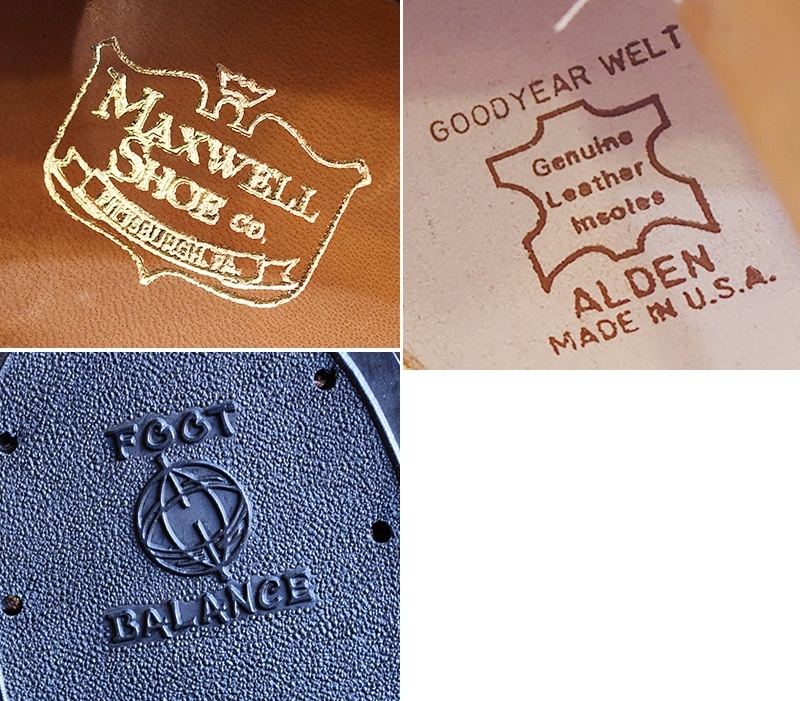 MAXWELL
SHOE CO.
PITTSBURGH, PA.
GOODYEAR WELT
Genuine
Leather
Insoles
ALDEN
MADE IN U.S.A.
FOOT
BALANCE